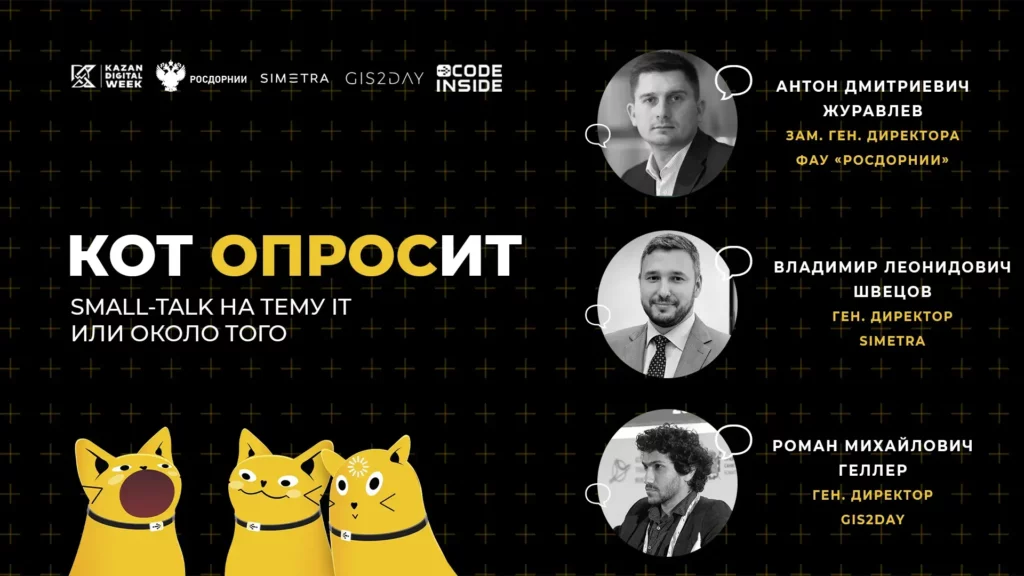 KAZAN
DIGITAL
WEEK
РОСДОРНИИ
SIMETRA
GIS2DAY
CODE
INSIDE
КОТ ОПРОСИТ
SMALL-TALK НА ТЕМУ IT
ИЛИ ОКОЛО ТОГО
АНТОН ДМИТРИЕВИЧ
ЖУРАВЛЕВ
ЗАМ. ГЕН. ДИРЕКТОРА
ФАУ «РОСДОРНИИ»
ВЛАДИМИР ЛЕОНИДОВИЧ
ШВЕЦОВ
ГЕН. ДИРЕКТОР
SIMETRA
РОМАН МИХАЙЛОВИЧ
ГЕЛЛЕР
ГЕН. ДИРЕКТОР
GIS2DAY